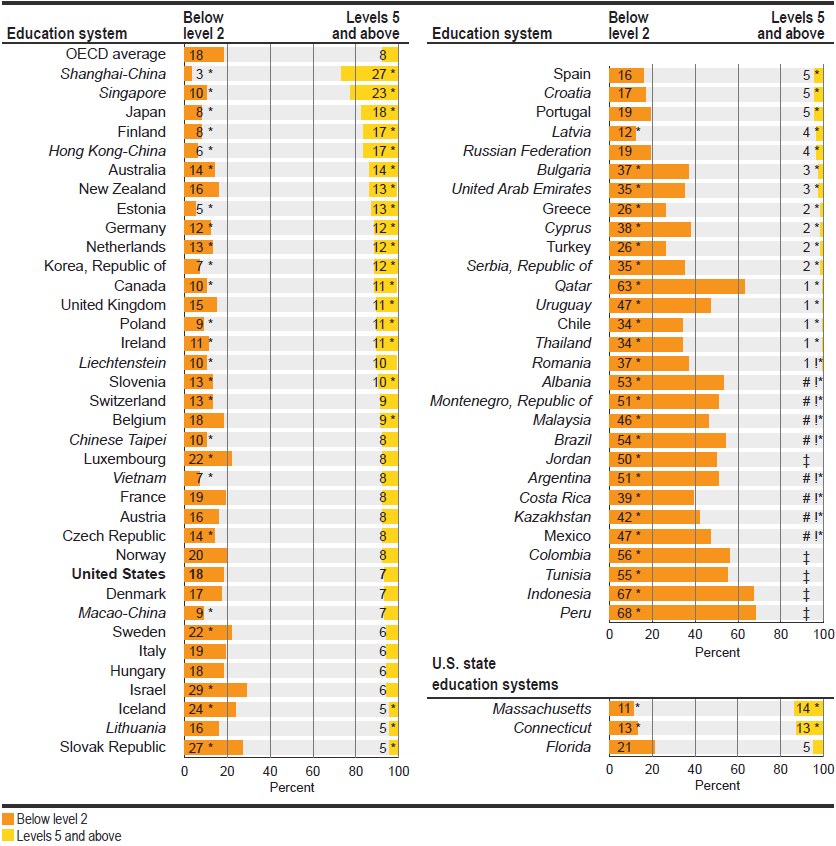 Education system Below level 2 Levels 5 and above
OECD average 18 8
Shanghai-China 3 * 27 *
Singapore 10 * 23 *
Japan 8 * 18 *
Finland 8 * 17 *
Hong Kong-China 6 * 17 *
Australia 14 * 14 *
New Zealand 16 13 *
Estonia 5 * 13 *
Germany 12 * 12 *
Netherlands 13 * 12 *
Korea, Republic of 7 * 12 *
Canada 10 * 11 *
United Kingdom 15 11 *
Poland 9 * 11 *
Ireland 11 * 11 *
Liechtenstein 10 * 10
Slovenia 13 * 10 *
Switzerland 13 * 9
Belgium 18 9 *
Chinese Taipei 10 * 8
Luxembourg 22 * 8
Vietnam 7 * 8
France 19 8
Austria 16 8
Czech Republic 14 * 8
Norway 20 8
United States 18 7
Denmark 17 7
Macao-China 9 * 7
Sweden 22 * 6
Italy 19 6
Hungary 18 6
Israel 29 * 6
Iceland 24 * 5 *
Lithuania 16 5 *
Slovak Republic 27 * 5 *
0 20 40 60 80 100
Percent
Education system Below level 2 Levels 5 and above
Spain 16 5 *
Croatia 17 5 *
Portugal 19 5 *
Latvia 12 * 4 *
Russian Federation 19 4 *
Bulgaria 37 * 3 *
United Arab Emirates 35 * 3 *
Greece 26 * 2 *
Cyprus 38 * 2 *
Turkey 26 * 2 *
Serbia, Republic of 35 * 2 *
Qatar 63 * 1 *
Uruguay 47 * 1 *
Chile 34 * 1 *
Thailand 34 * 1 *
Romania 37 * 1 !*
Albania 53 * # !*
Montenegro, Republic of 51 * # !*
Malaysia 46 * # !*
Brazil 54 * # !*
Jordan 50 * ‡
Argentina 51 * # !*
Costa Rica 39 * # !*
Kazakhstan 42 * # !*
Mexico 47 * # !*
Colombia 56 * ‡
Tunisia 55 * ‡
Indonesia 67 * ‡
Peru 68 * ‡
0 20 40 60 80 100
Percent
U.S. state
education systems
Massachusetts 11 * 14 *
Connecticut 13 * 13 *
Florida 21 5
0 20 40 60 80 100
Percent
Below level 2
Levels 5 and above